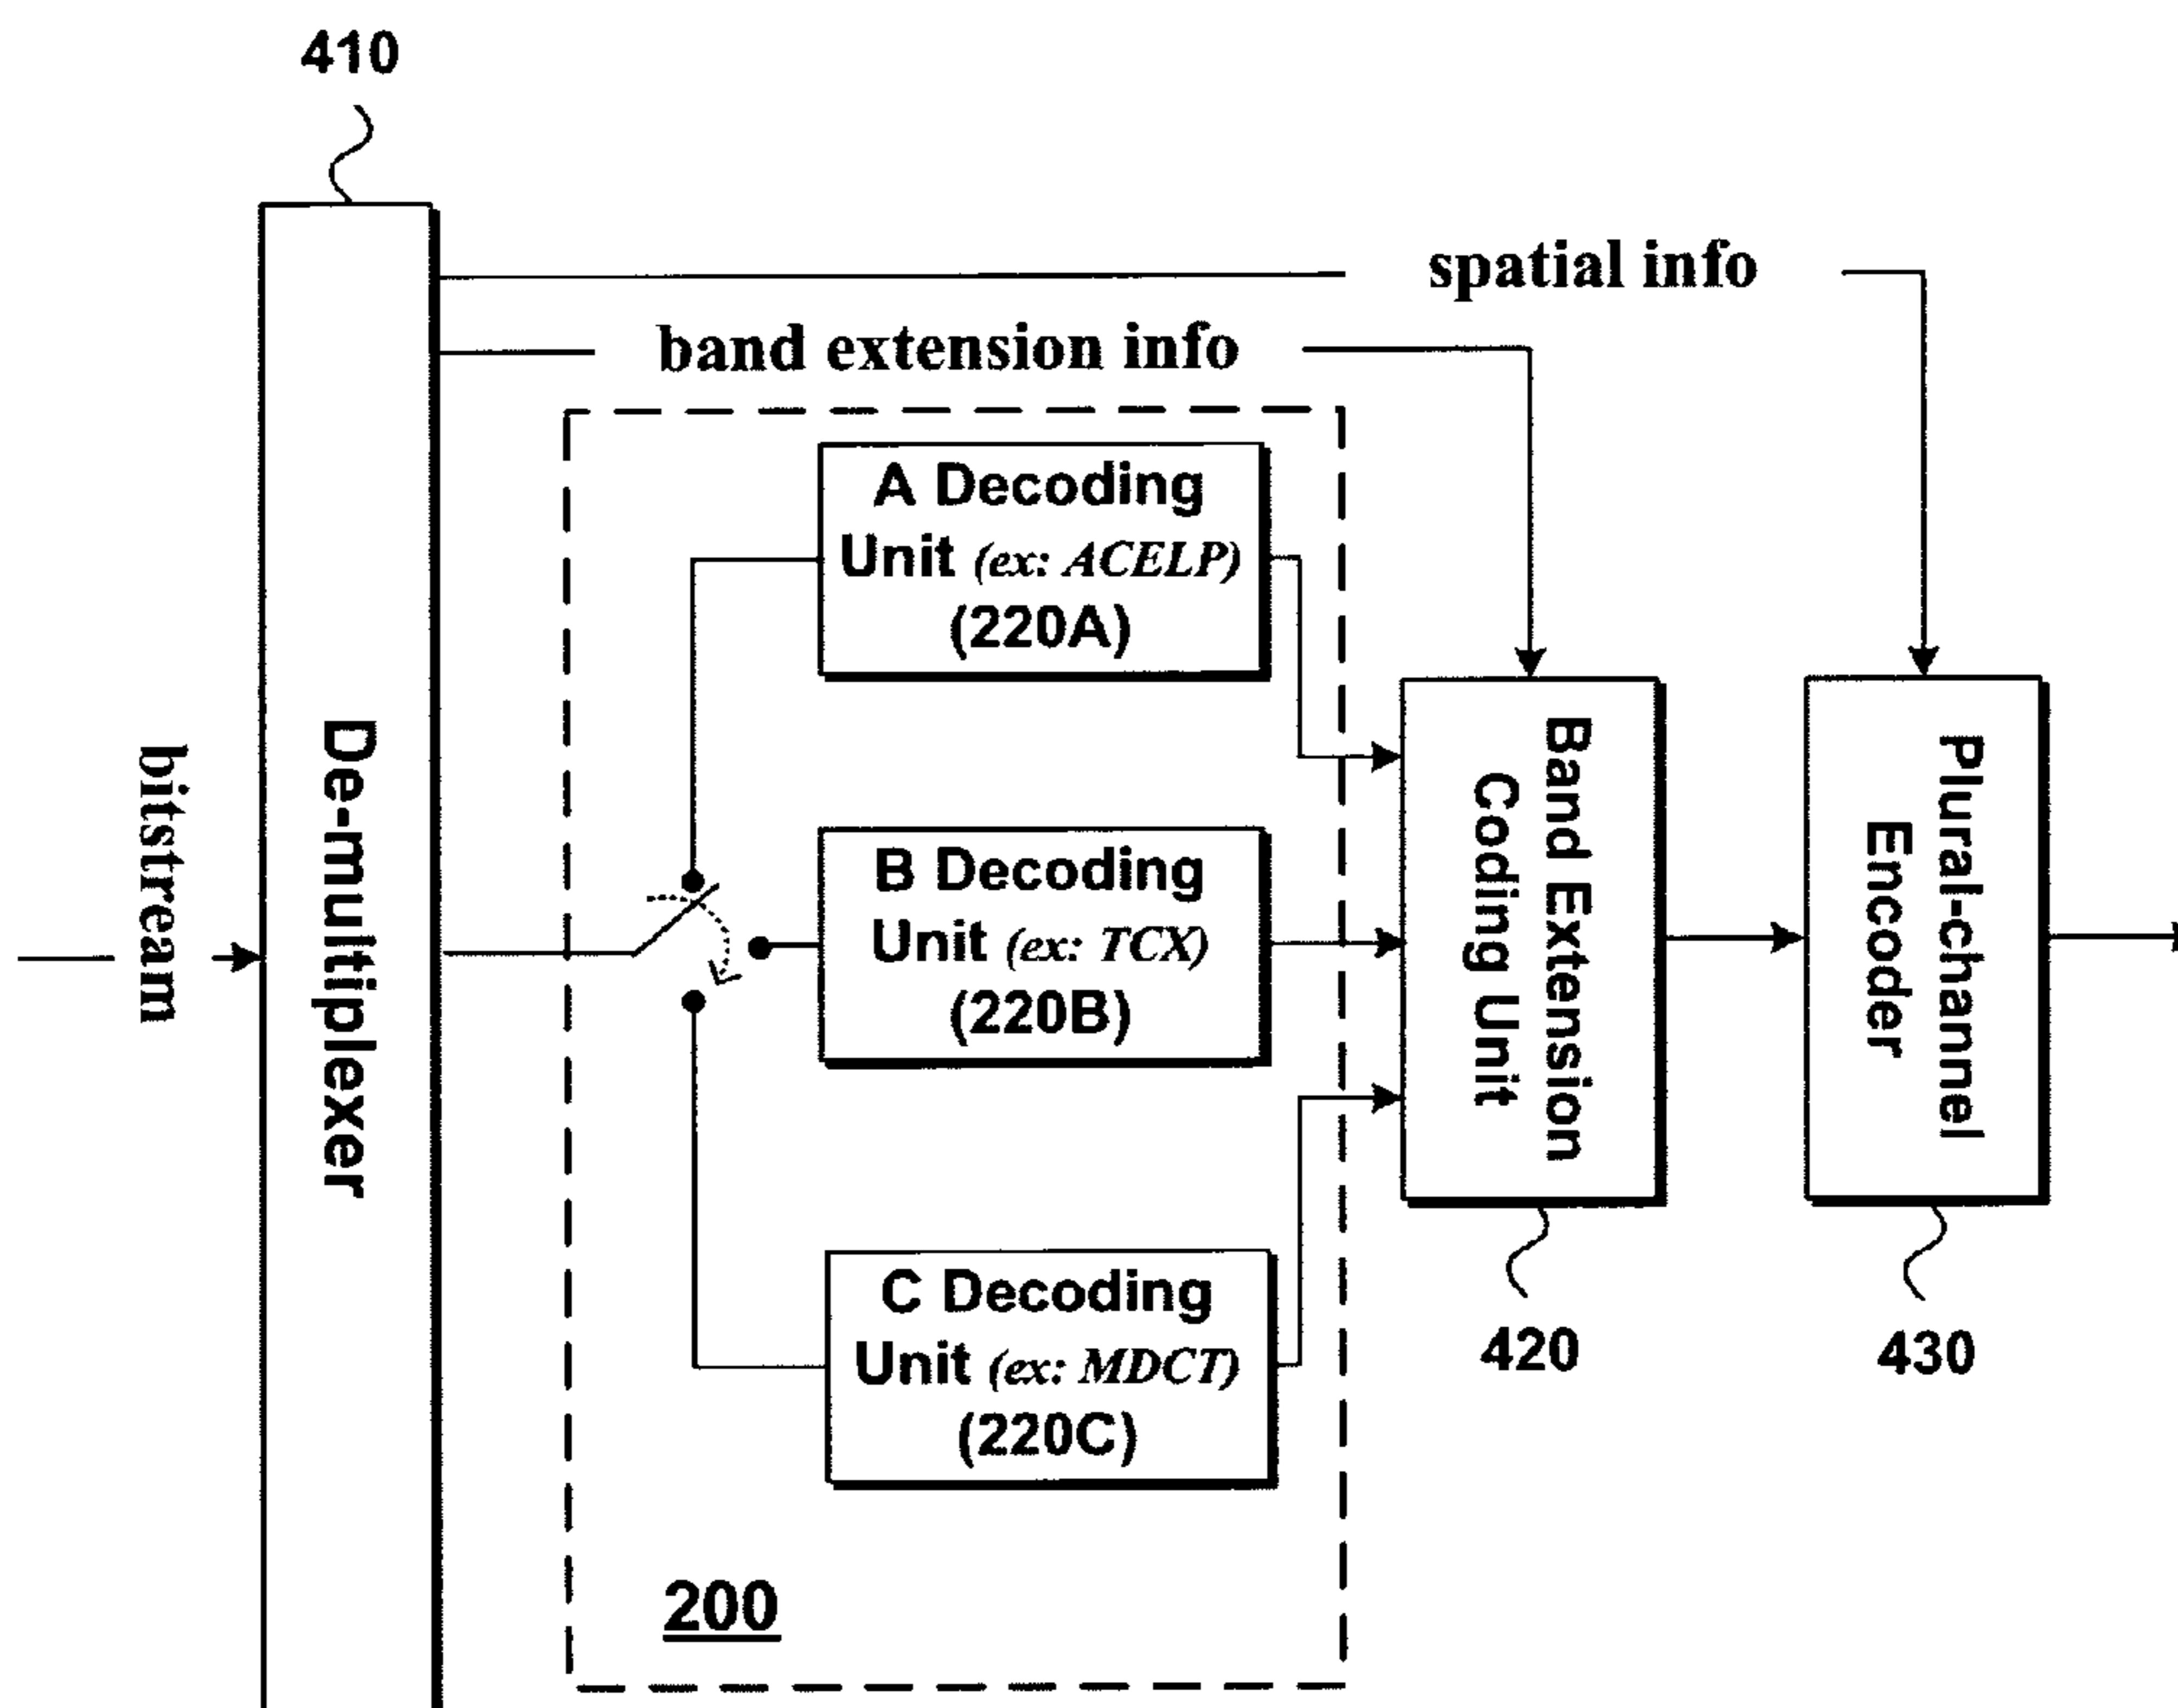 410
spatial info
band extension info
A Decoding
Unit (ex: ACELP)
(220A)
bitstream
De-multiplexer
B Decoding
Unit (ex: TCX)
(220B)
Band Extension
Coding Unit
Plural-channel
Encoder
C Decoding
Unit (ex: MDCT)
(220C)
420
430
200